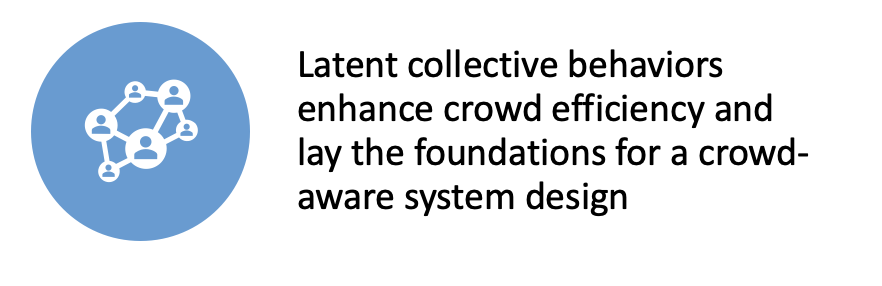 Latent collective behaviors
enhance crowd efficiency and
lay the foundations for a crowd-
aware system design